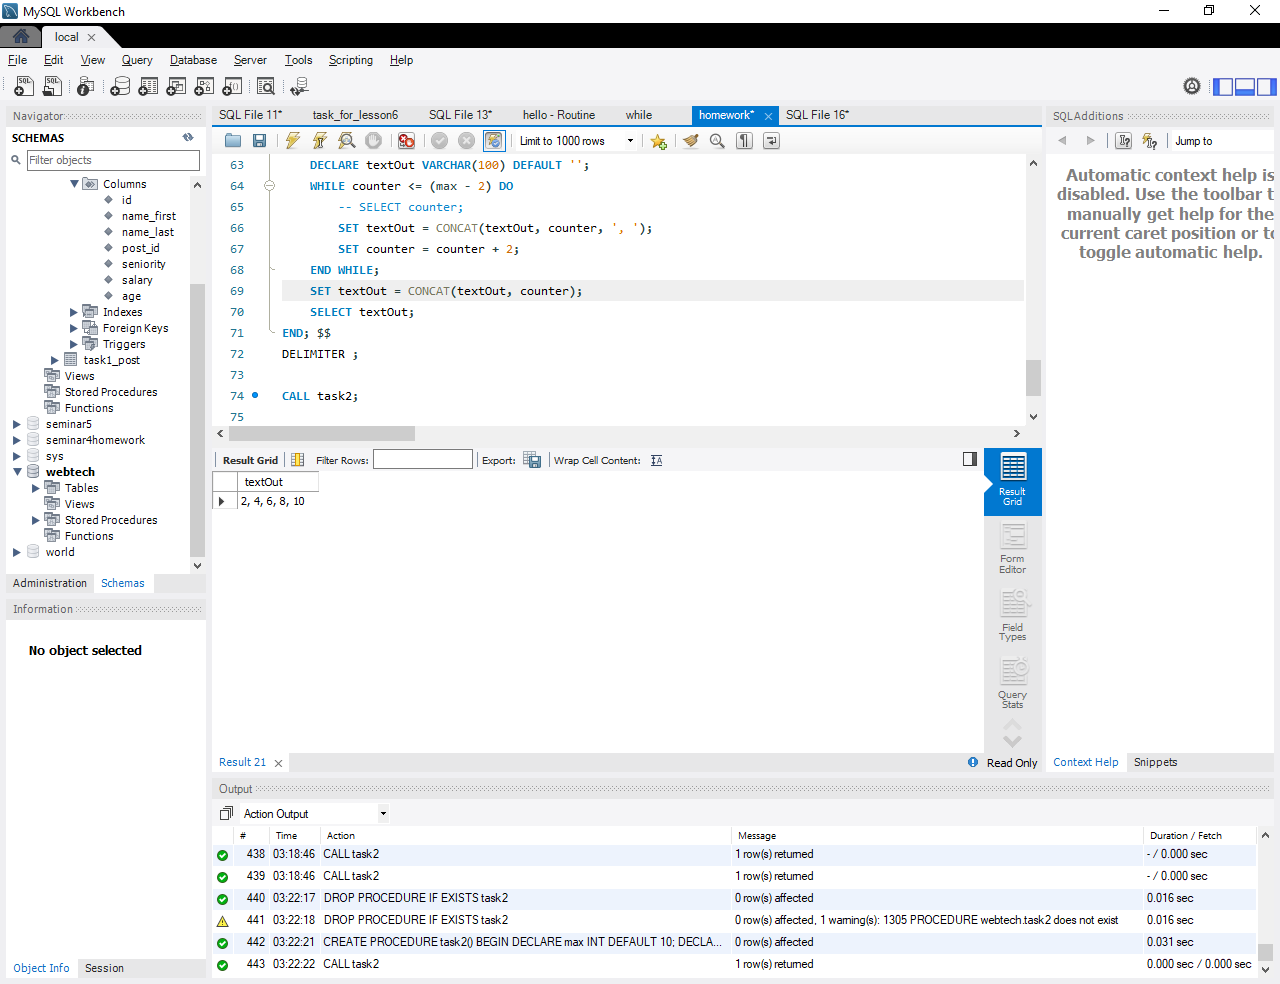 MySQL Workbench
local
File Edit View Query Database Server Tools Scripting Help
Navigator
SCHEMAS
Filter objects
Columns
id
name_first
name_last
post_id
seniority
salary
age
Indexes
Foreign Keys
Triggers
task1_post
Views
Stored Procedures
Functions
seminar5
seminar4homework
sys
webtech
Tables
Views
Stored Procedures
Functions
world
Administration Schemas
Information
No object selected
Object Info Session
SQL File 11* task_for_lesson6 SQL File 13* hello - Routine while homework* SQL File 16*
Limit to 1000 rows
63 DECLARE textOut VARCHAR(100) DEFAULT '';
64 WHILE counter <= (max - 2) DO
65 -- SELECT counter;
66 SET textOut = CONCAT(textOut, counter, ', ');
67 SET counter = counter + 2;
68 END WHILE;
69 SET textOut = CONCAT(textOut, counter);
70 SELECT textOut;
71 END; $$
72 DELIMITER ;
73
74 CALL task2;
75
Result Grid Filter Rows: Export: Wrap Cell Content:
textOut
2, 4, 6, 8, 10
Result Grid
Form Editor
Field Types
Query Stats
Result 21 Read Only
SQLAdditions
Jump to
Automatic context help is
disabled. Use the toolbar t
manually get help for the
current caret position or to
toggle automatic help.
Context Help Snippets
Output
Action Output
# Time Action Message Duration / Fetch
438 03:18:46 CALL task2 1 row(s) returned - / 0.000 sec
439 03:18:46 CALL task2 1 row(s) returned - / 0.000 sec
440 03:22:17 DROP PROCEDURE IF EXISTS task2 0 row(s) affected 0.016 sec
441 03:22:18 DROP PROCEDURE IF EXISTS task2 0 row(s) affected, 1 warning(s): 1305 PROCEDURE webtech.task2 does not exist 0.016 sec
442 03:22:21 CREATE PROCEDURE task2() BEGIN DECLARE max INT DEFAULT 10; DECLA... 0 row(s) affected 0.031 sec
443 03:22:22 CALL task2 1 row(s) returned 0.000 sec / 0.000 sec